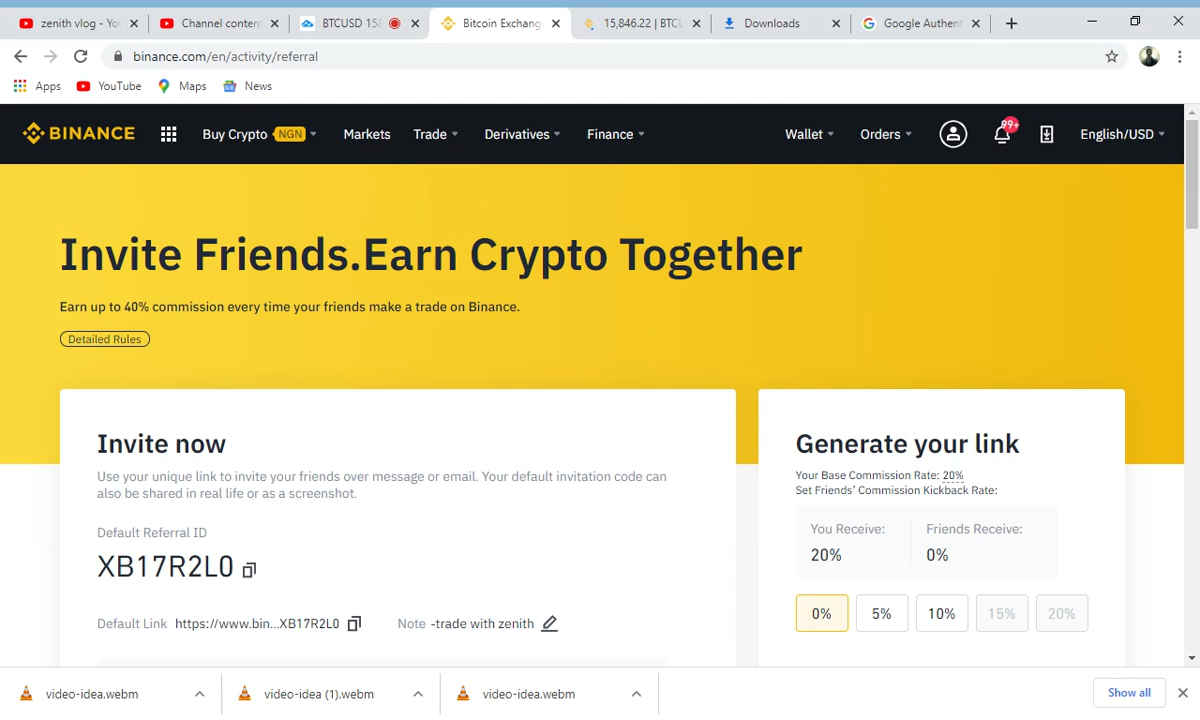 zenith vlog - You
Channel content
BTCUSD 158
Bitcoin Exchang
15,846.22 | BTCU
Downloads
Google Authent
binance.com/en/activity/referral
Apps YouTube Maps News
BINANCE Buy Crypto NGN Markets Trade Derivatives Finance Wallet Orders 99+ English/USD
Invite Friends.Earn Crypto Together
Earn up to 40% commission every time your friends make a trade on Binance.
Detailed Rules
Invite now
Use your unique link to invite your friends over message or email. Your default invitation code can
also be shared in real life or as a screenshot.
Default Referral ID
XB17R2L0
Default Link https://www.bin...XB17R2L0 Note -trade with zenith
Generate your link
Your Base Commission Rate: 20%
Set Friends' Commission Kickback Rate:
You Receive: Friends Receive:
20% 0%
0% 5% 10% 15% 20%
video-idea.webm video-idea (1).webm video-idea.webm Show all